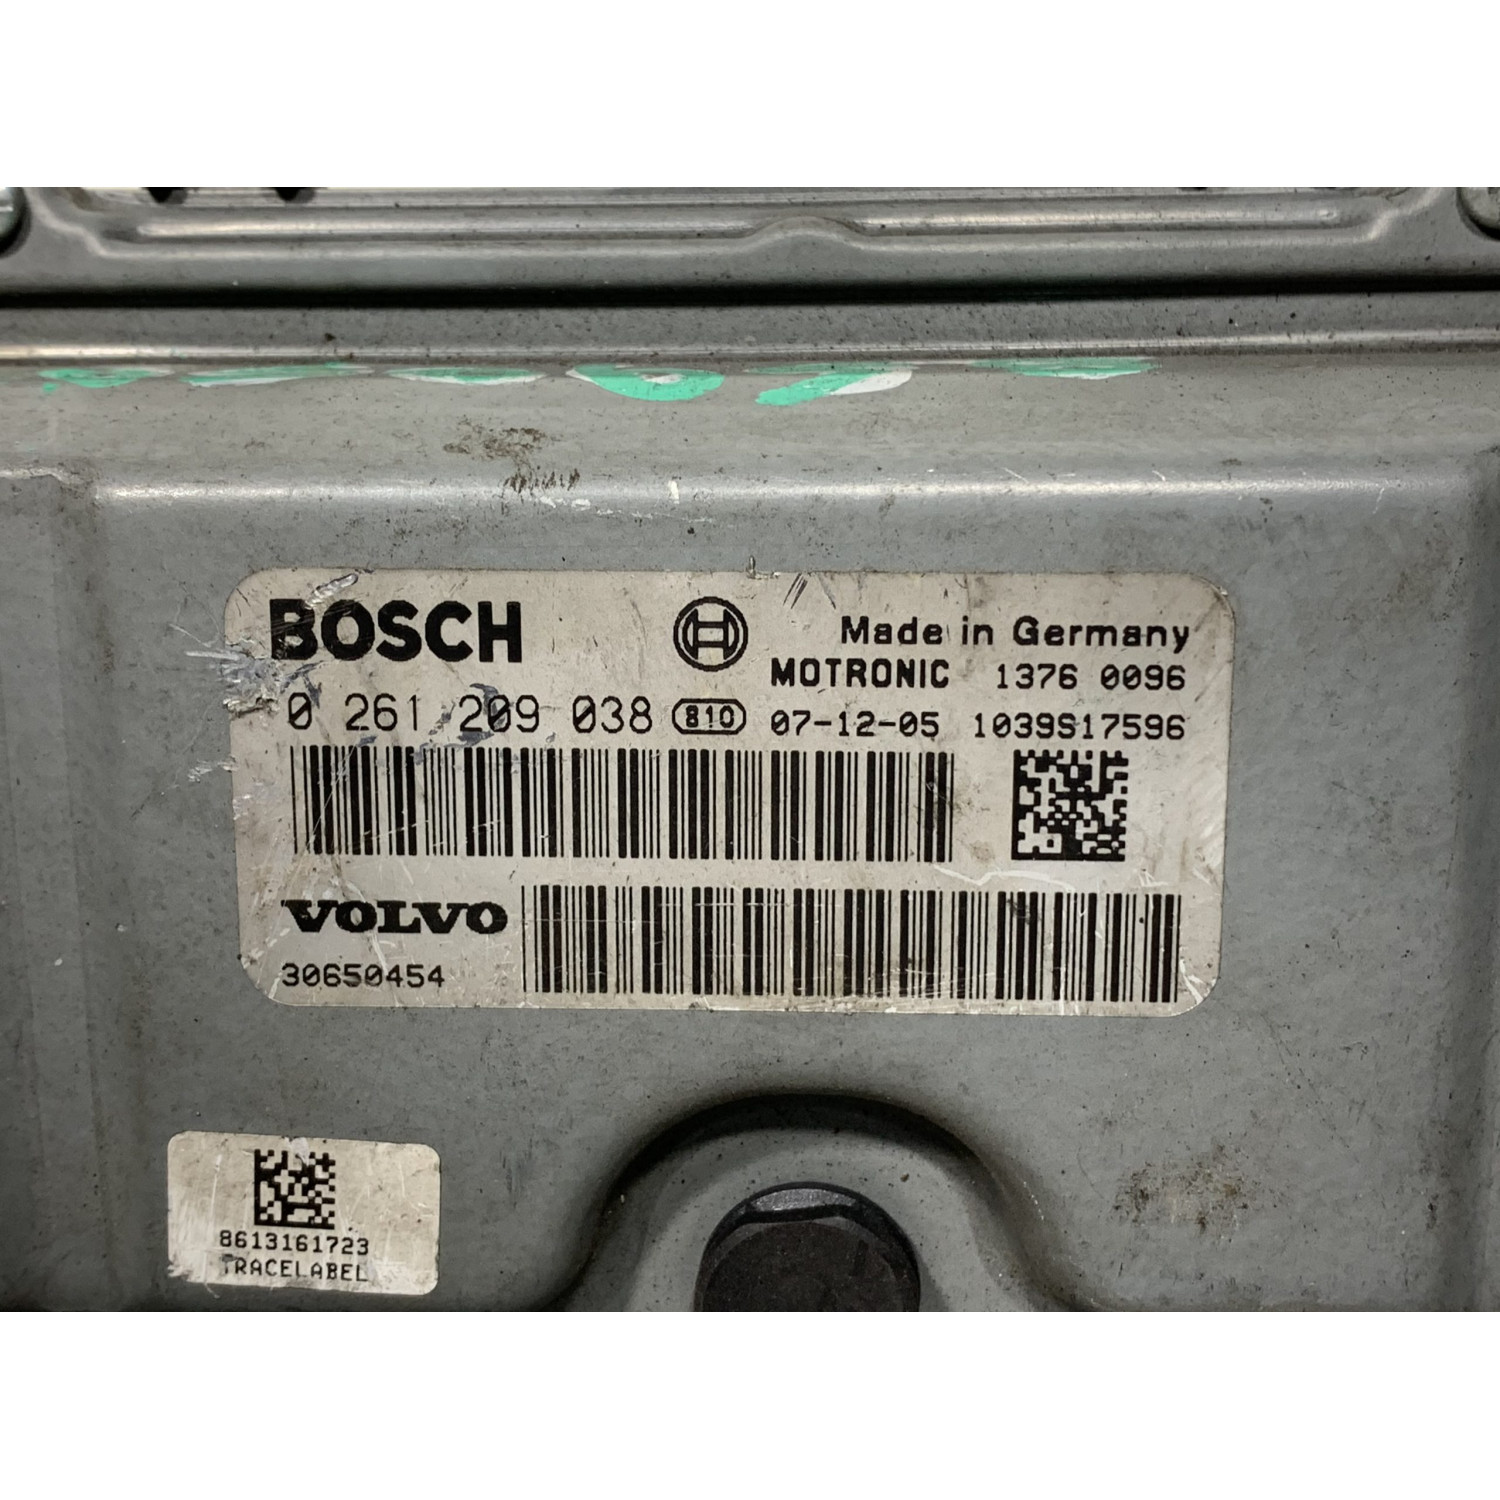 BOSCH
Made in Germany
MOTRONIC 1376 0096
0 261 209 038 810 07-12-05 1039S17596
VOLVO
30650454
8613161723
TRACELABEL